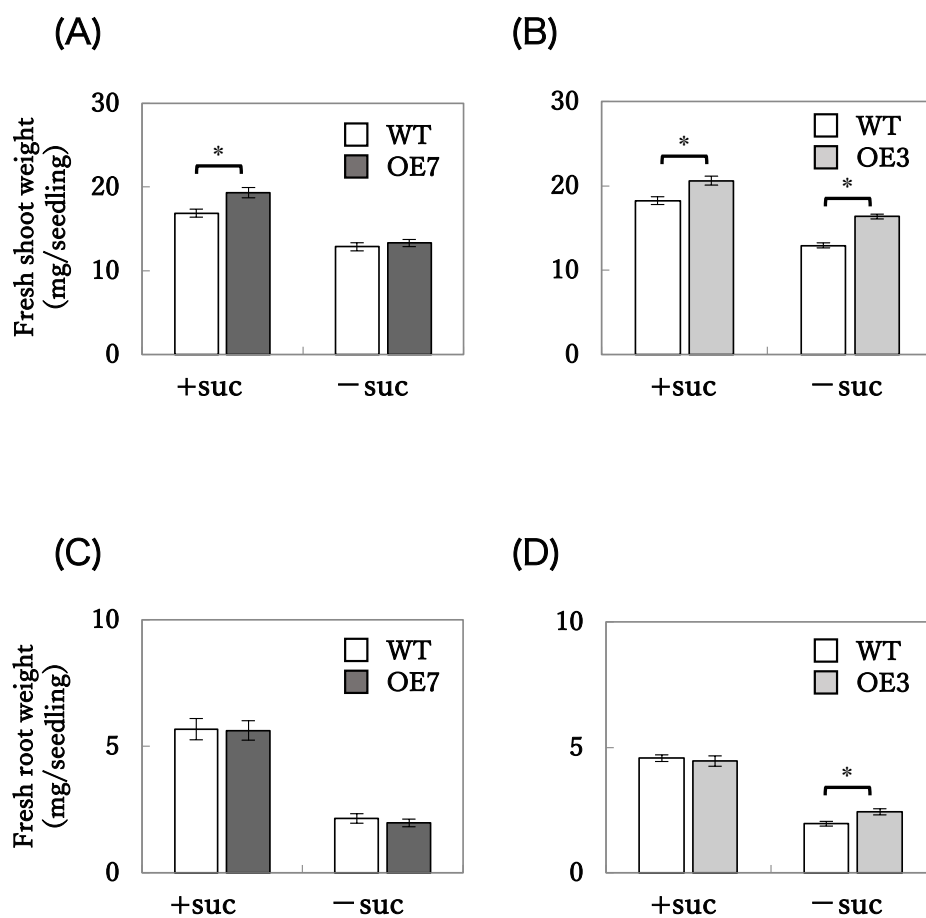 (A)
Fresh shoot weight
(mg/seedling)
30
20
10
0
WT
OE7
*
+suc
−suc
(B)
30
20
10
0
WT
OE3
*
*
+suc
−suc
(C)
Fresh root weight
(mg/seedling)
10
5
0
WT
OE7
+suc
−suc
(D)
10
5
0
WT
OE3
*
+suc
−suc